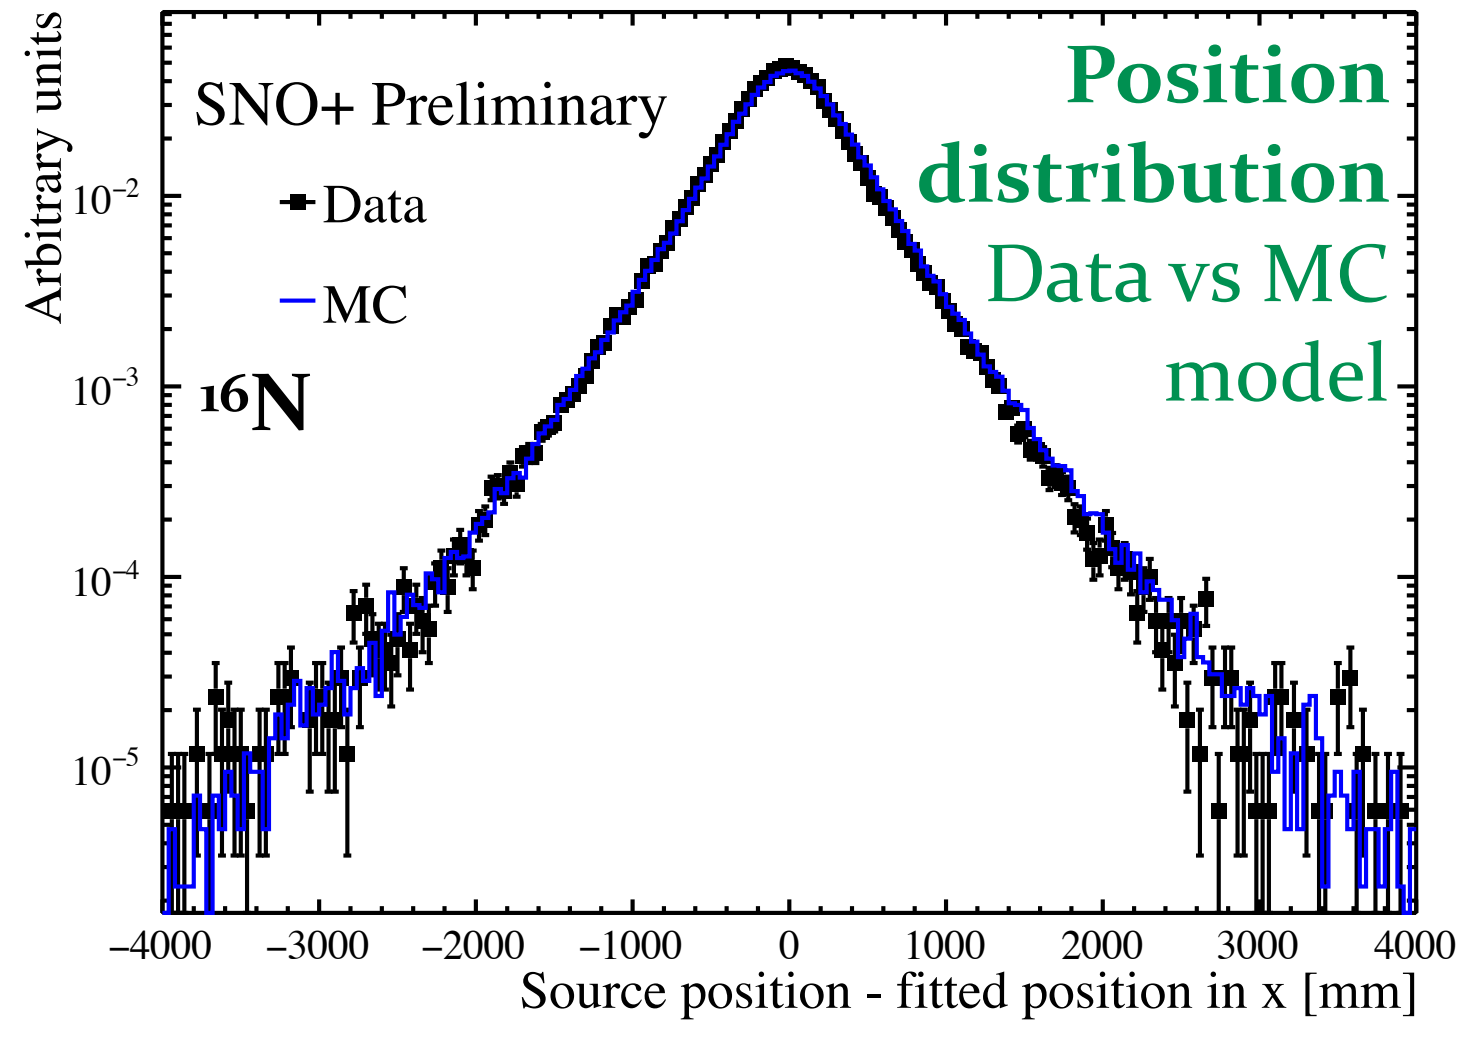 Arbitrary units
SNO+ Preliminary
Data
MC
¹⁶N
Position
distribution
Data vs MC
model
10⁻²
10⁻³
10⁻⁴
10⁻⁵
−4000 −3000 −2000 −1000 0 1000 2000 3000 4000
Source position - fitted position in x [mm]